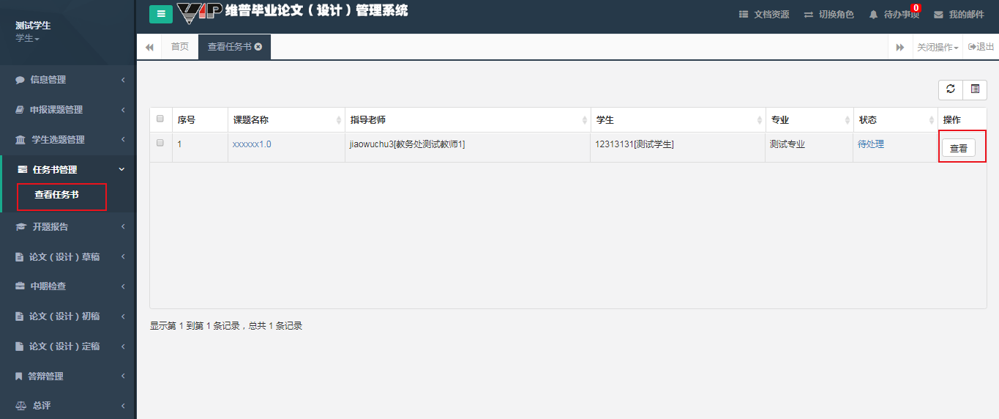 测试学生
学生
信息管理
申报课题管理
学生选题管理
任务书管理
查看任务书
开题报告
论文（设计）草稿
中期检查
论文（设计）初稿
论文（设计）定稿
答辩管理
总评
VIP 维普毕业论文（设计）管理系统
文档资源 切换角色 待办事项 0 我的邮件
首页 查看任务书 关闭操作 退出
序号 课题名称 指导老师 学生 专业 状态 操作
1 xxxxxx1.0 jiaowuchu3[教务处测试教师1] 12313131[测试学生] 测试专业 待处理 查看
显示第 1 到第 1 条记录，总共 1 条记录